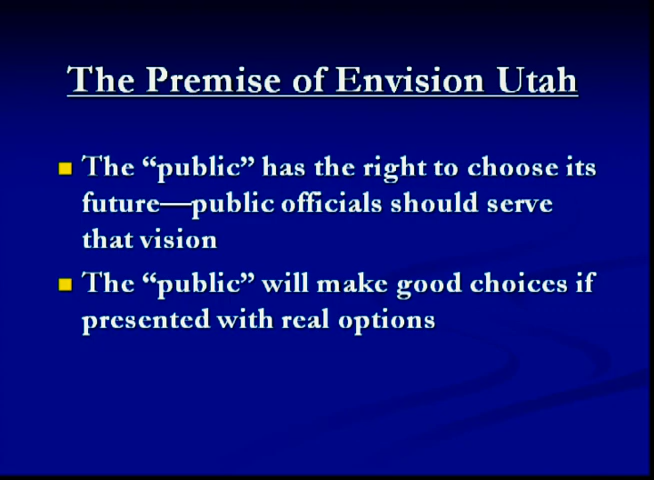 The Premise of Envision Utah
The “public” has the right to choose its
future—public officials should serve
that vision
The “public” will make good choices if
presented with real options